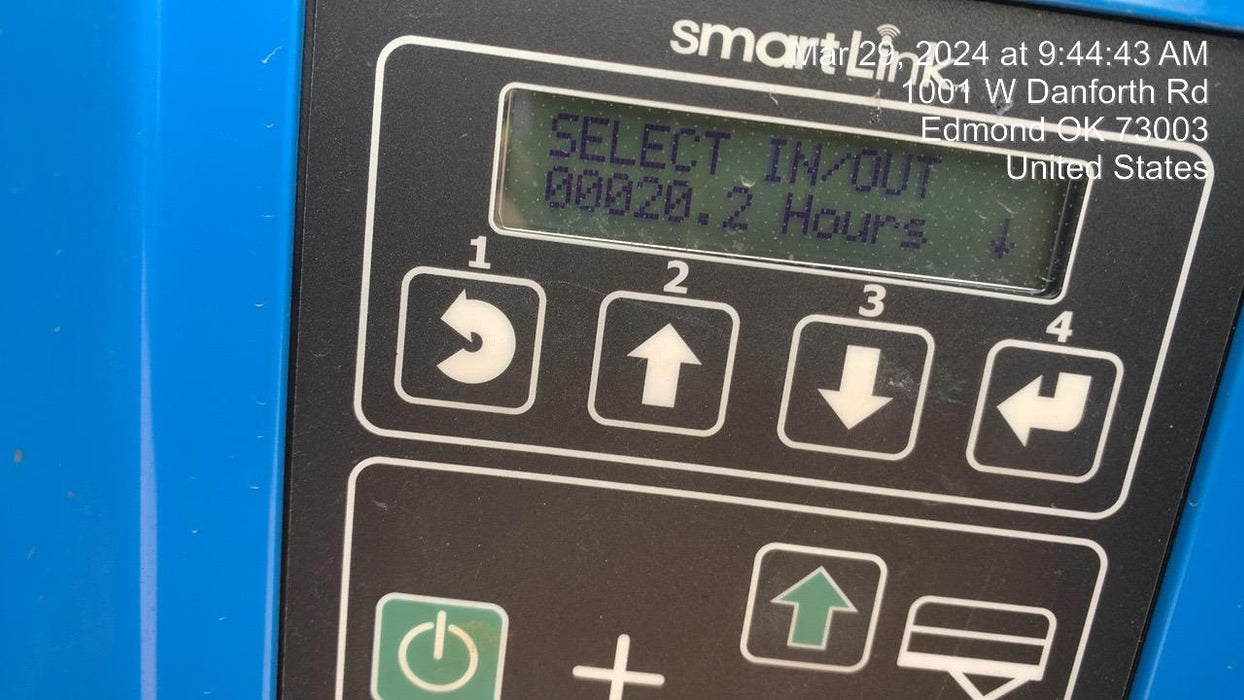 smartLink
Mar 29, 2024 at 9:44:43 AM
1001 W Danforth Rd
Edmond OK 73003
United States
SELECT IN/OUT
00020.2 Hours ↓
1 2 3 4